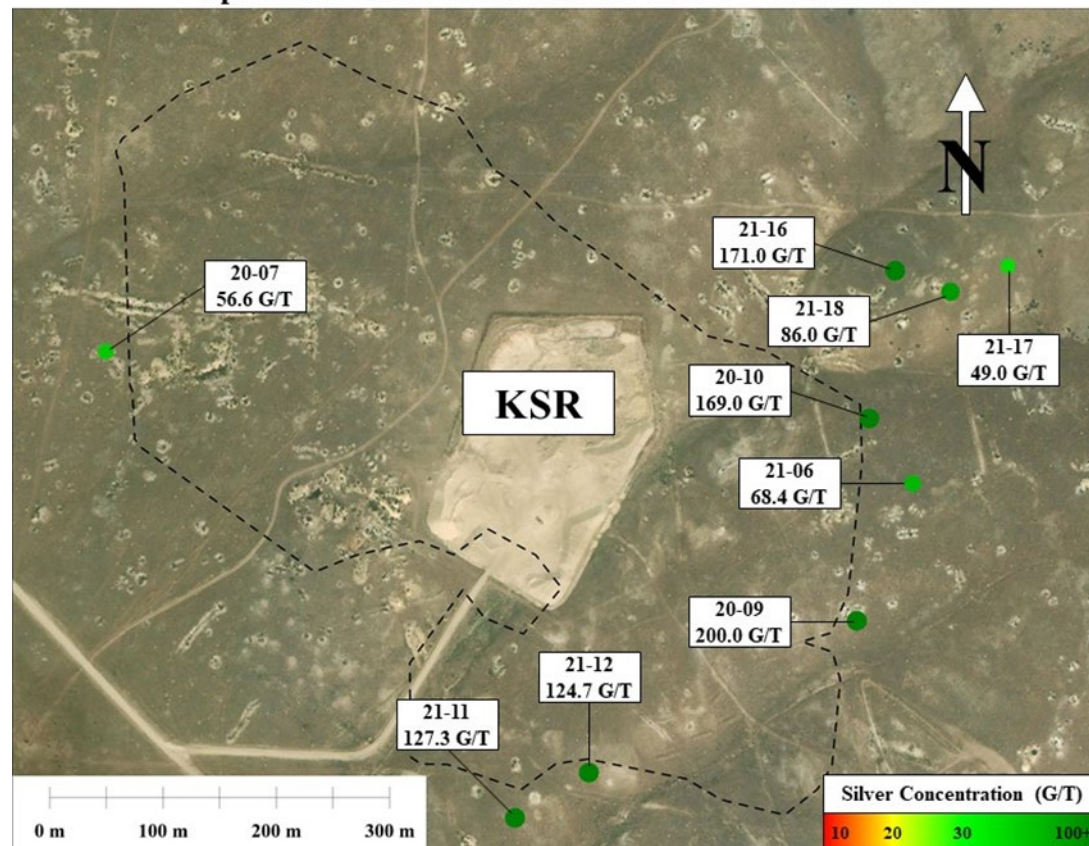 N
21-16
171.0 G/T
20-07
56.6 G/T
21-18
86.0 G/T
21-17
49.0 G/T
KSR
20-10
169.0 G/T
21-06
68.4 G/T
20-09
200.0 G/T
21-12
124.7 G/T
21-11
127.3 G/T
0 m 100 m 200 m 300 m
Silver Concentration (G/T)
10 20 30 100+